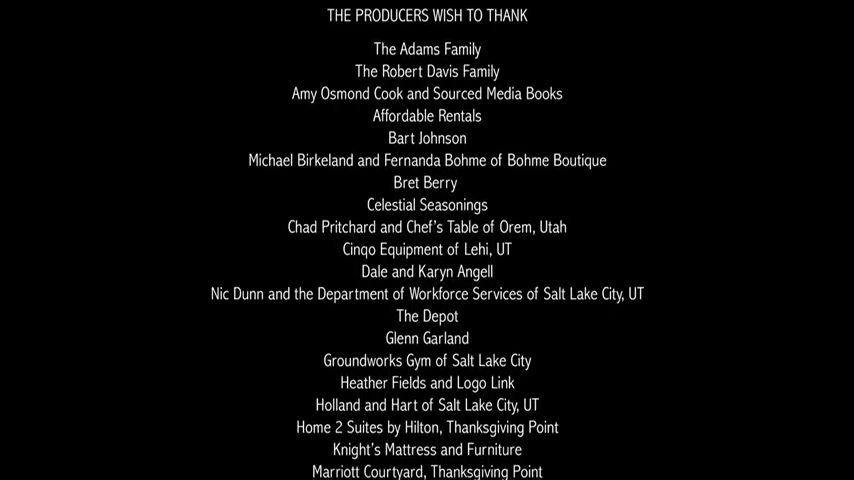 THE PRODUCERS WISH TO THANK
The Adams Family
The Robert Davis Family
Amy Osmond Cook and Sourced Media Books
Affordable Rentals
Bart Johnson
Michael Birkeland and Fernanda Bohme of Bohme Boutique
Bret Berry
Celestial Seasonings
Chad Pritchard and Chef's Table of Orem, Utah
Cinqo Equipment of Lehi, UT
Dale and Karyn Angell
Nic Dunn and the Department of Workforce Services of Salt Lake City, UT
The Depot
Glenn Garland
Groundworks Gym of Salt Lake City
Heather Fields and Logo Link
Holland and Hart of Salt Lake City, UT
Home 2 Suites by Hilton, Thanksgiving Point
Knight's Mattress and Furniture
Marriott Courtyard, Thanksgiving Point